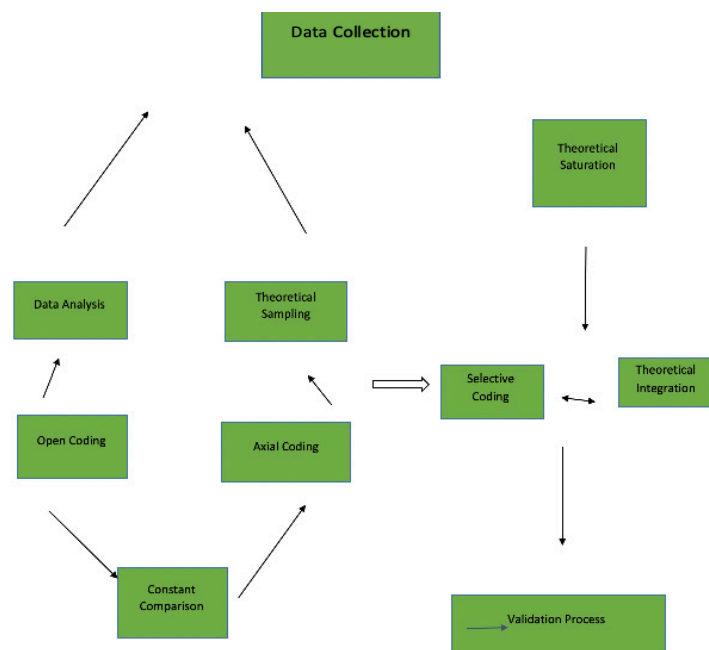 Data Collection
Theoretical
Saturation
Data Analysis
Theoretical
Sampling
Selective
Coding
Theoretical
Integration
Open Coding
Axial Coding
Constant
Comparison
Validation Process